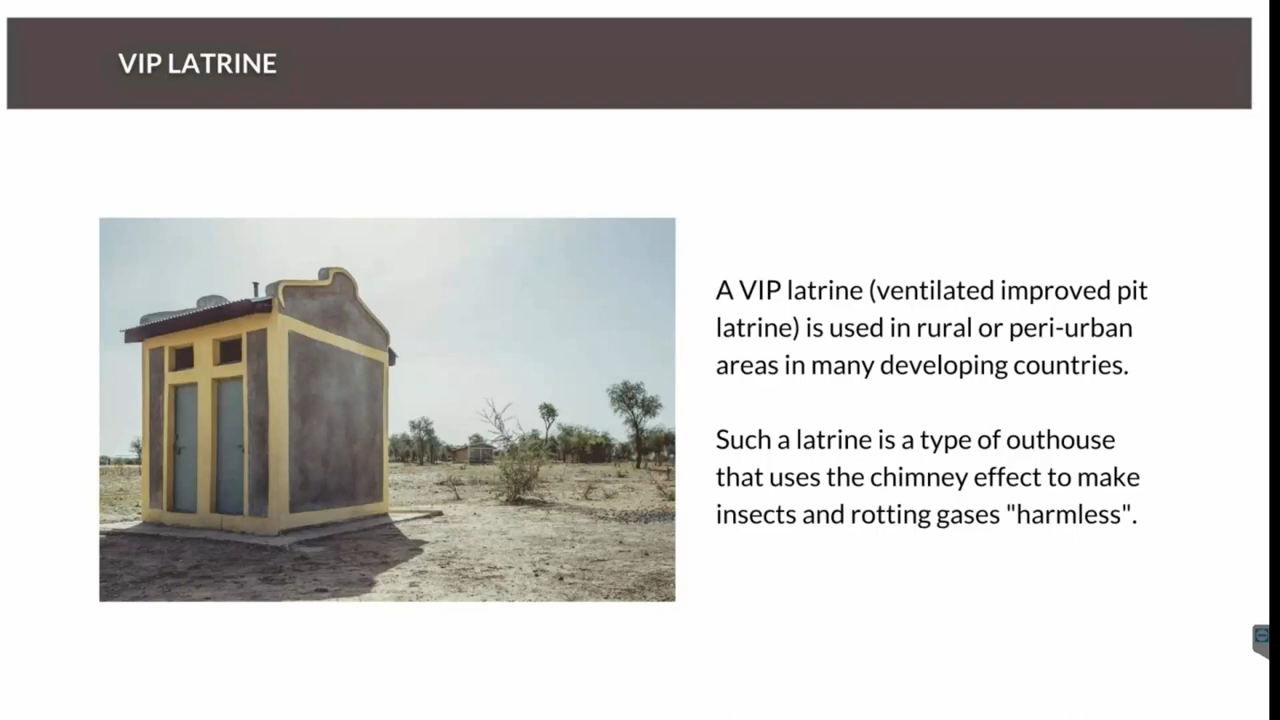 VIP LATRINE
A VIP latrine (ventilated improved pit
latrine) is used in rural or peri-urban
areas in many developing countries.
Such a latrine is a type of outhouse
that uses the chimney effect to make
insects and rotting gases "harmless".